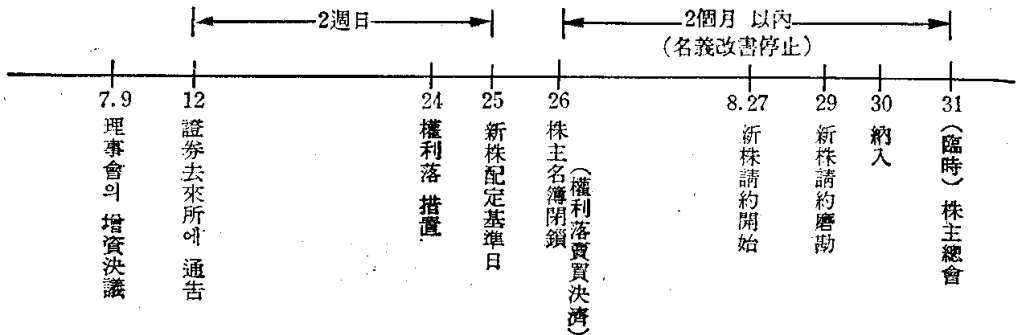 2週日
2個月 以內
(名義改書停止)
7.9
12
24
25
26
8.27
29
30
31
理事會의 增資決議
證券去來所에 通告
權利落 措置
新株配定基準日
株主名簿閉鎖
(權利落賣買決濟)
新株請約開始
新株請約磨勘
納入
(臨時) 株主總會